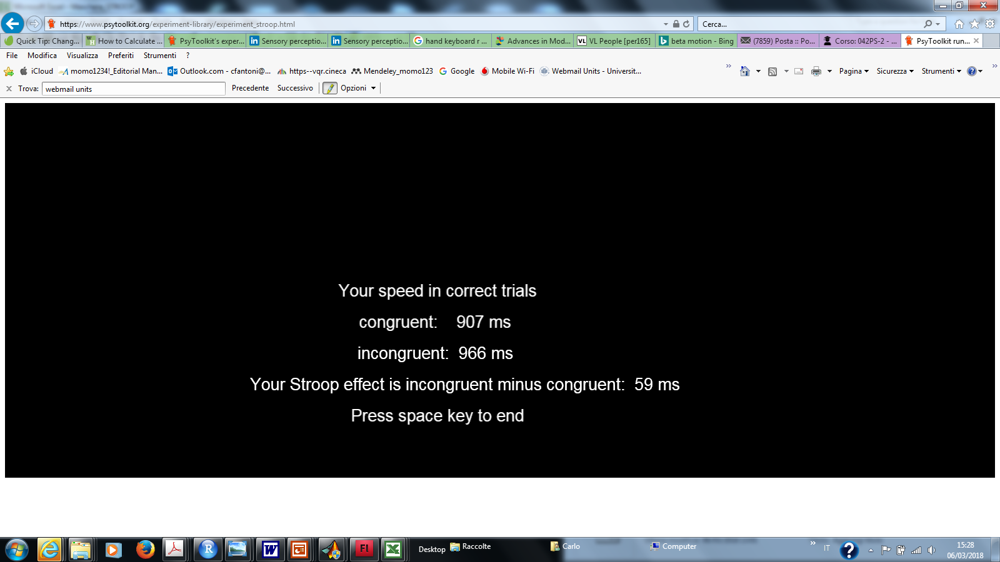 https://www.psytoolkit.org/experiment-library/experiment_stroop.html
Cerca...
Quick Tip: Chang...
How to Calculate ...
PsyToolkit's exper...
Sensory perceptio...
Sensory perceptio...
hand keyboard r ...
Advances in Mod...
VL People [per165]
beta motion - Bing
(7859) Posta :: Po...
Corso: 042PS-2 - ...
PsyToolkit run...
File Modifica Visualizza Preferiti Strumenti ?
iCloud momo1234!_Editorial Man... Outlook.com - cfantoni@... https--vqr.cineca Mendeley_momo123 Google Mobile Wi-Fi Webmail Units - Universit...
Pagina Sicurezza Strumenti
Trova: webmail units Precedente Successivo Opzioni
Your speed in correct trials
congruent: 907 ms
incongruent: 966 ms
Your Stroop effect is incongruent minus congruent: 59 ms
Press space key to end
Desktop Raccolte Carlo Computer
IT
15:28
06/03/2018